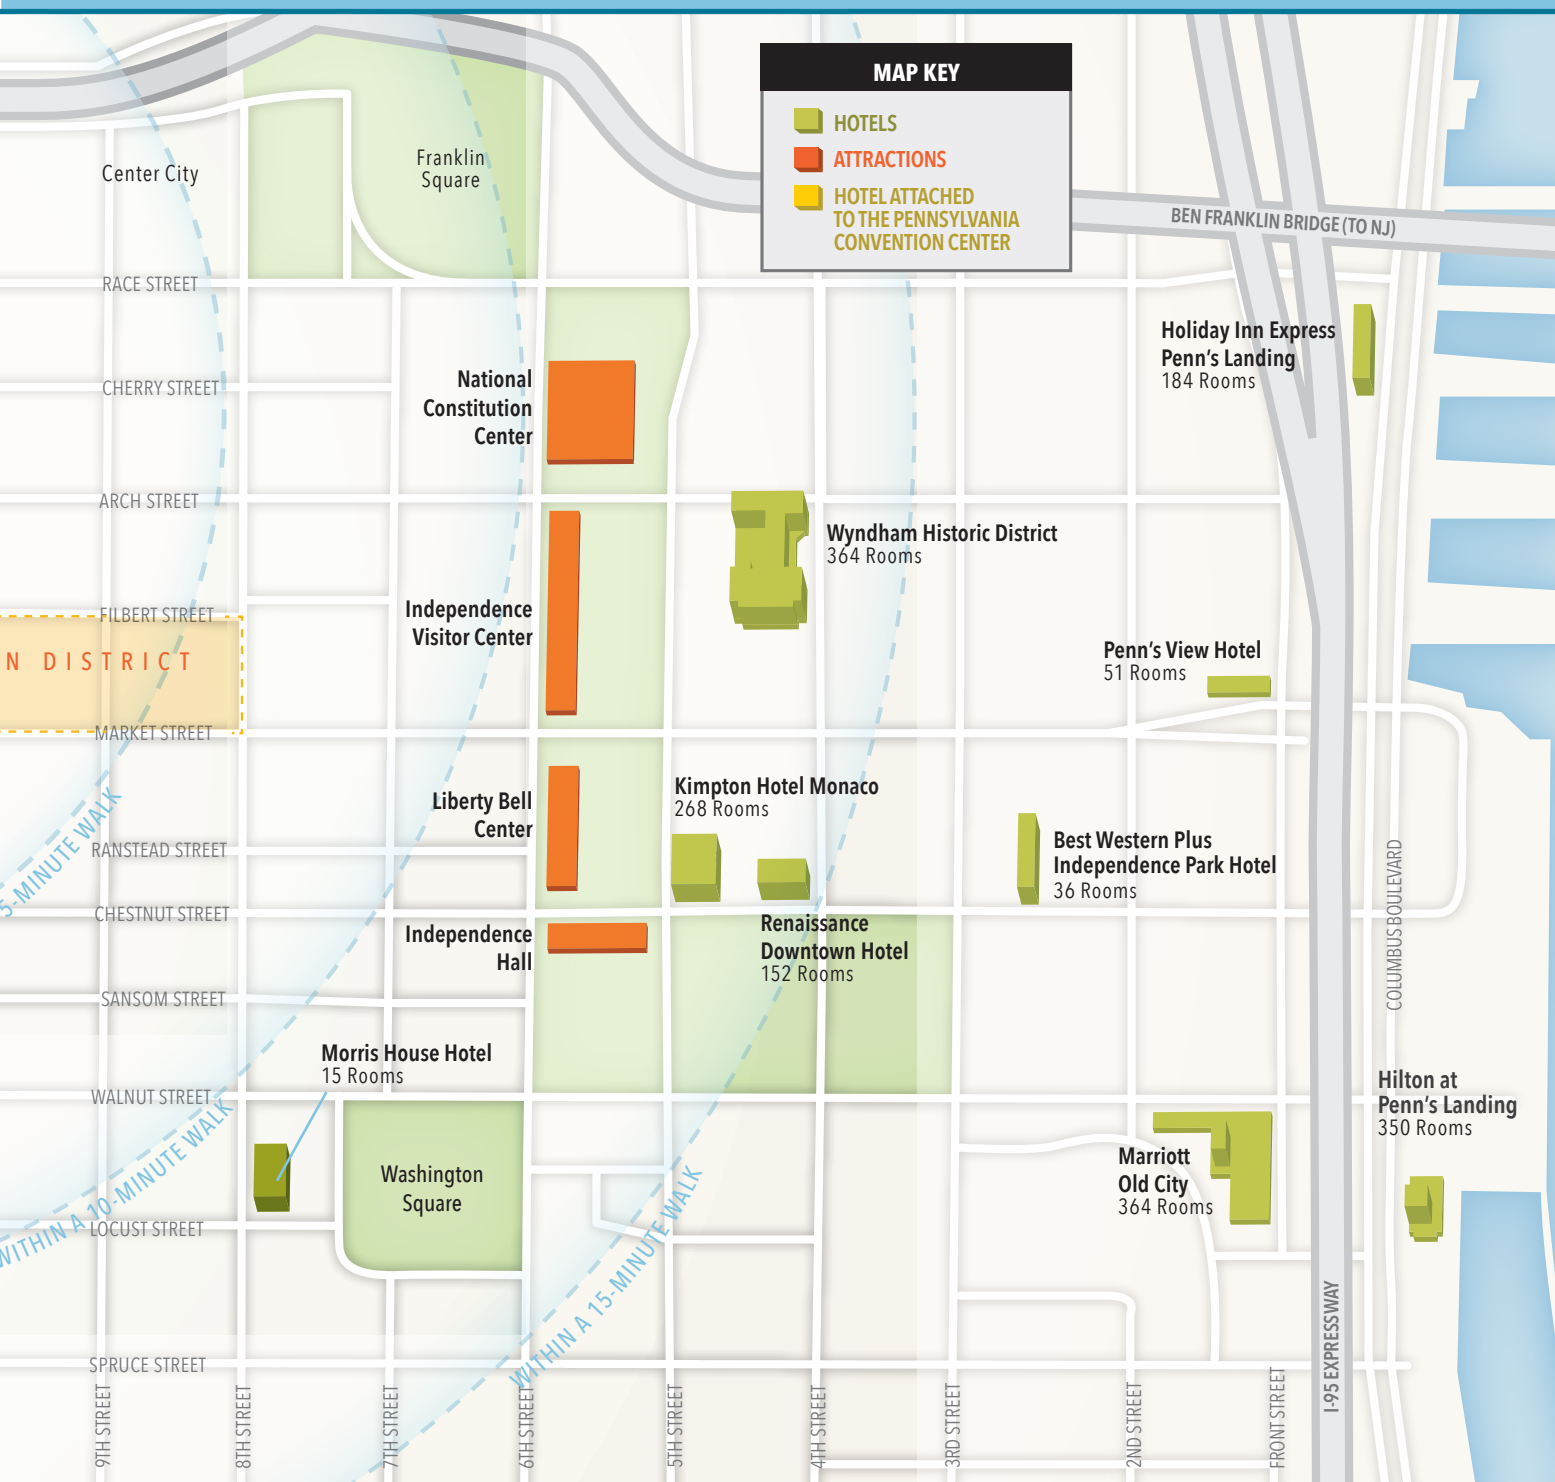 MAP KEY
HOTELS
ATTRACTIONS
HOTEL ATTACHED
TO THE PENNSYLVANIA
CONVENTION CENTER
Center City
Franklin
Square
BEN FRANKLIN BRIDGE (TO NJ)
RACE STREET
Holiday Inn Express
Penn's Landing
184 Rooms
CHERRY STREET
National
Constitution
Center
ARCH STREET
Wyndham Historic District
364 Rooms
Independence
Visitor Center
FILBERT STREET
N DISTRICT
Penn's View Hotel
51 Rooms
MARKET STREET
Kimpton Hotel Monaco
268 Rooms
Liberty Bell
Center
5-MINUTE WALK
RANSTEAD STREET
Best Western Plus
Independence Park Hotel
36 Rooms
COLUMBUS BOULEVARD
CHESTNUT STREET
Independence
Hall
Renaissance
Downtown Hotel
152 Rooms
SANSOM STREET
Morris House Hotel
15 Rooms
WALNUT STREET
Hilton at
Penn's Landing
350 Rooms
WITHIN A 10-MINUTE WALK
Washington
Square
Marriott
Old City
364 Rooms
LOCUST STREET
WITHIN A 15-MINUTE WALK
SPRUCE STREET
9TH STREET
8TH STREET
7TH STREET
6TH STREET
5TH STREET
4TH STREET
3RD STREET
2ND STREET
FRONT STREET
I-95 EXPRESSWAY